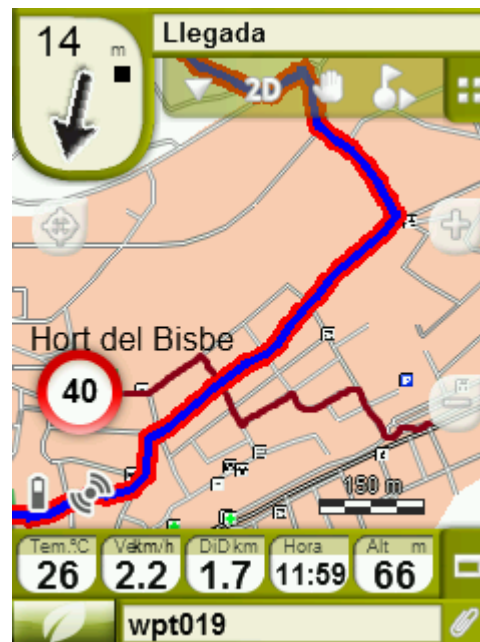 14 m
Llegada
2D
Hort del Bisbe
40
150 m
Tem.ºC
Vel km/h
DiD km
Hora
Alt m
26
2.2
1.7
11:59
66
wpt019